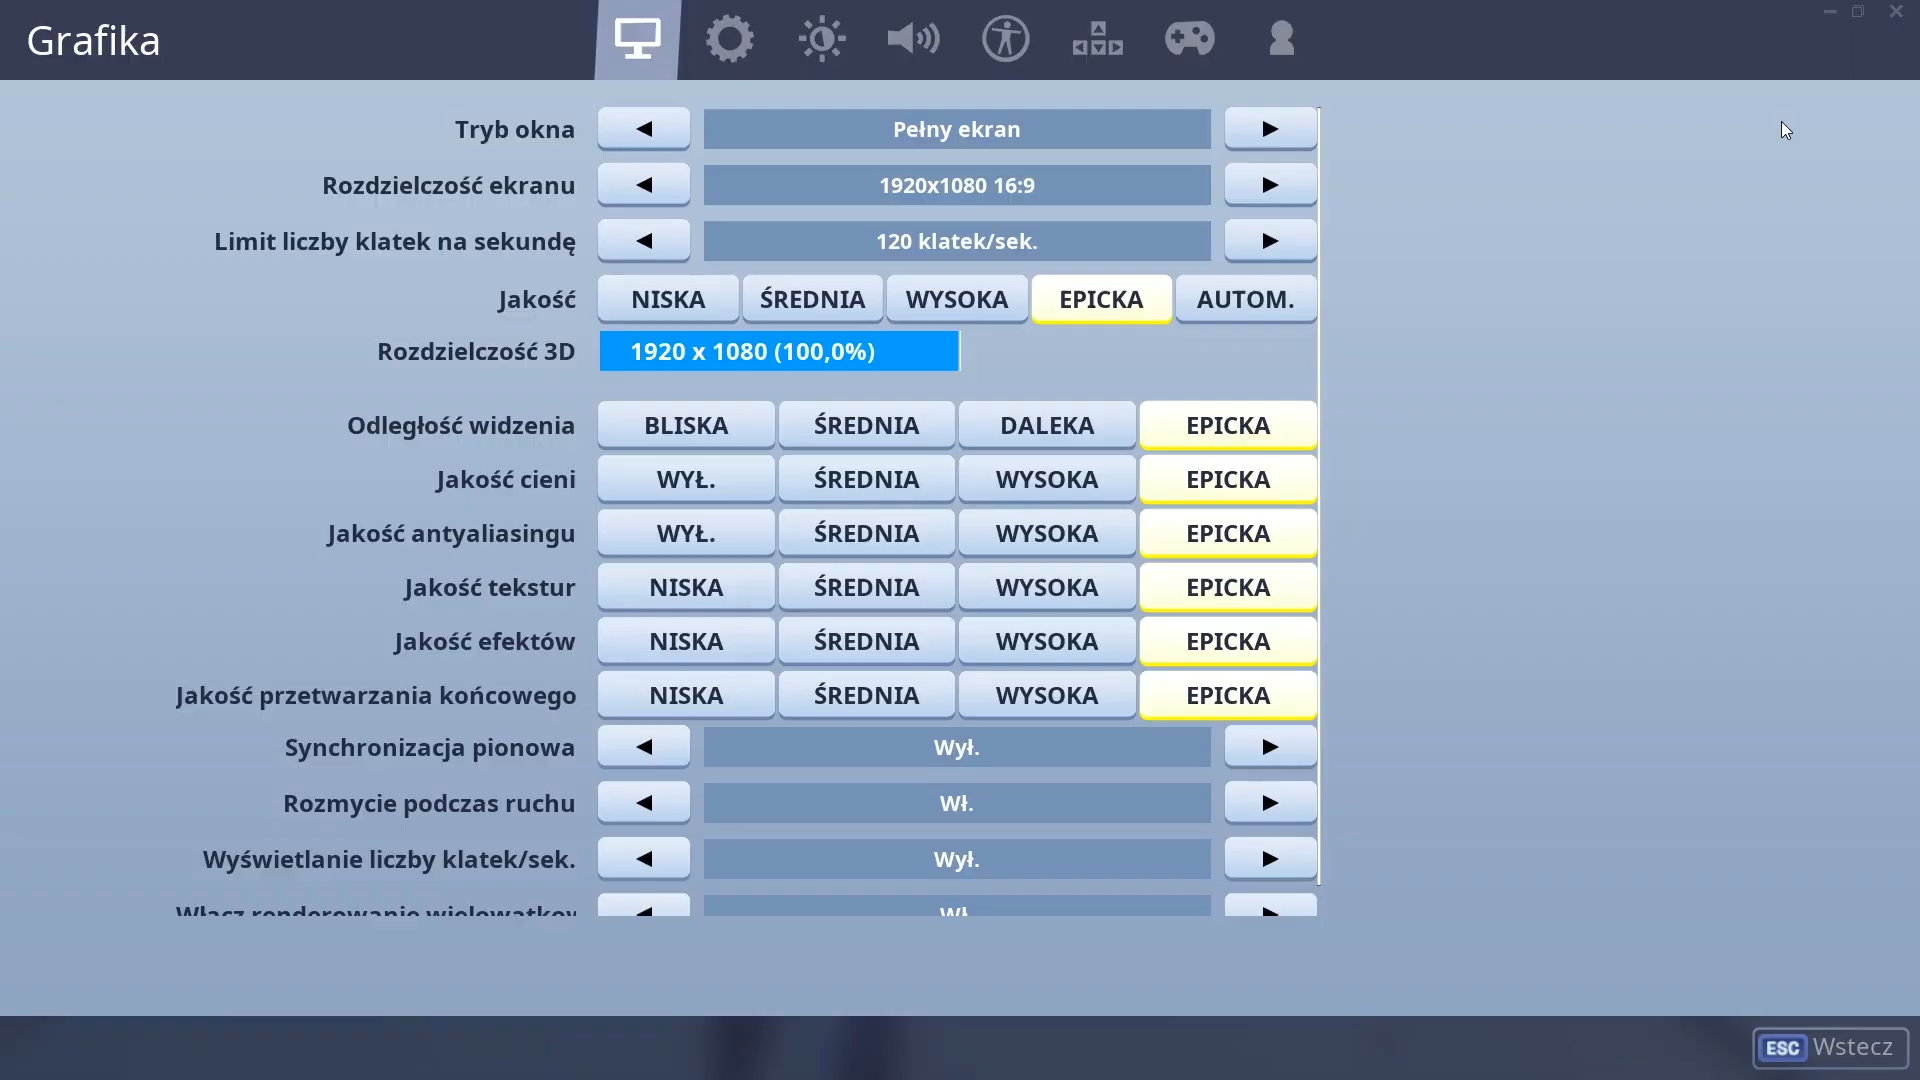 Grafika
Tryb okna Pełny ekran
Rozdzielczość ekranu 1920x1080 16:9
Limit liczby klatek na sekundę 120 klatek/sek.
Jakość NISKA ŚREDNIA WYSOKA EPICKA AUTOM.
Rozdzielczość 3D 1920 x 1080 (100,0%)
Odległość widzenia BLISKA ŚREDNIA DALEKA EPICKA
Jakość cieni WYŁ. ŚREDNIA WYSOKA EPICKA
Jakość antyaliasingu WYŁ. ŚREDNIA WYSOKA EPICKA
Jakość tekstur NISKA ŚREDNIA WYSOKA EPICKA
Jakość efektów NISKA ŚREDNIA WYSOKA EPICKA
Jakość przetwarzania końcowego NISKA ŚREDNIA WYSOKA EPICKA
Synchronizacja pionowa Wył.
Rozmycie podczas ruchu Wł.
Wyświetlanie liczby klatek/sek. Wył.
Włącz renderowanie Wł.
ESC Wstecz